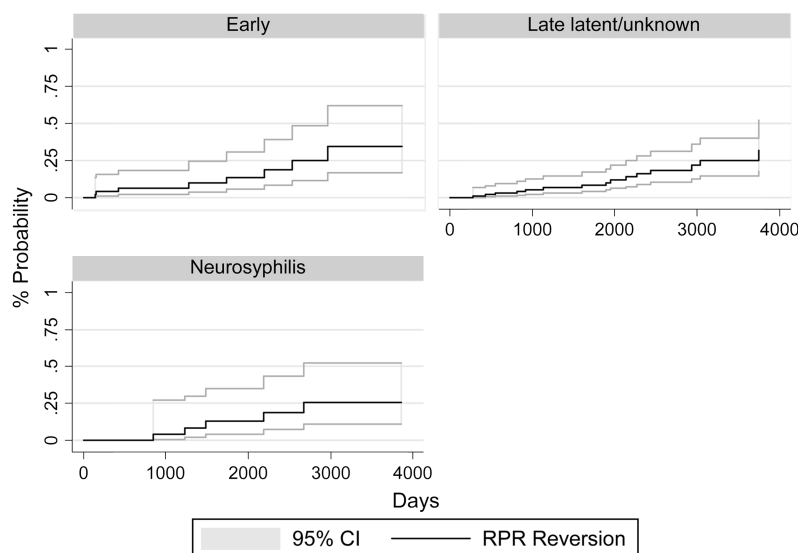 Early
Late latent/unknown
1
.75
.5
.25
0
0 1000 2000 3000 4000
Neurosyphilis
% Probability
1
.75
.5
.25
0
0 1000 2000 3000 4000
Days
95% CI RPR Reversion